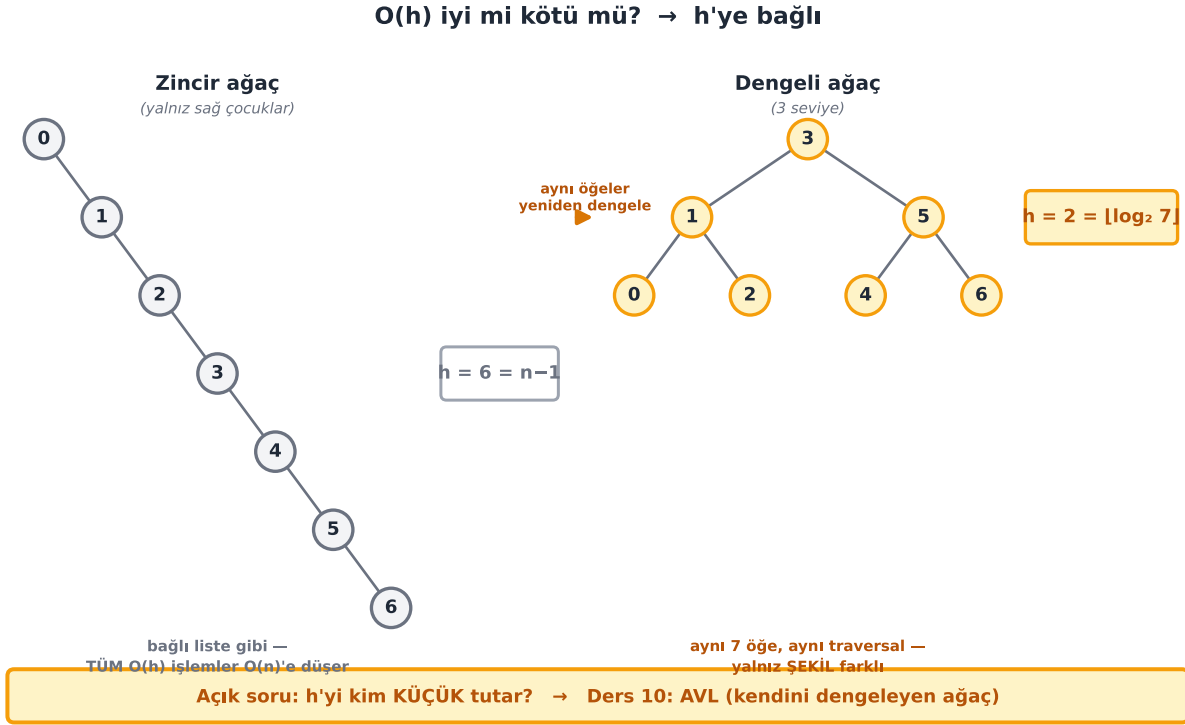 O(h) iyi mi kötü mü?  →  h'ye bağlı
Zincir ağaç
(yalnız sağ çocuklar)
0
1
2
3
4
5
6
h = 6 = n−1
bağlı liste gibi —
TÜM O(h) işlemler O(n)'e düşer
aynı öğeler
yeniden dengele
Dengeli ağaç
(3 seviye)
3
1
5
0
2
4
6
h = 2 = ⌊log₂ 7⌋
aynı 7 öğe, aynı traversal —
yalnız ŞEKİL farklı
Açık soru: h'yi kim KÜÇÜK tutar?  →  Ders 10: AVL (kendini dengeleyen ağaç)